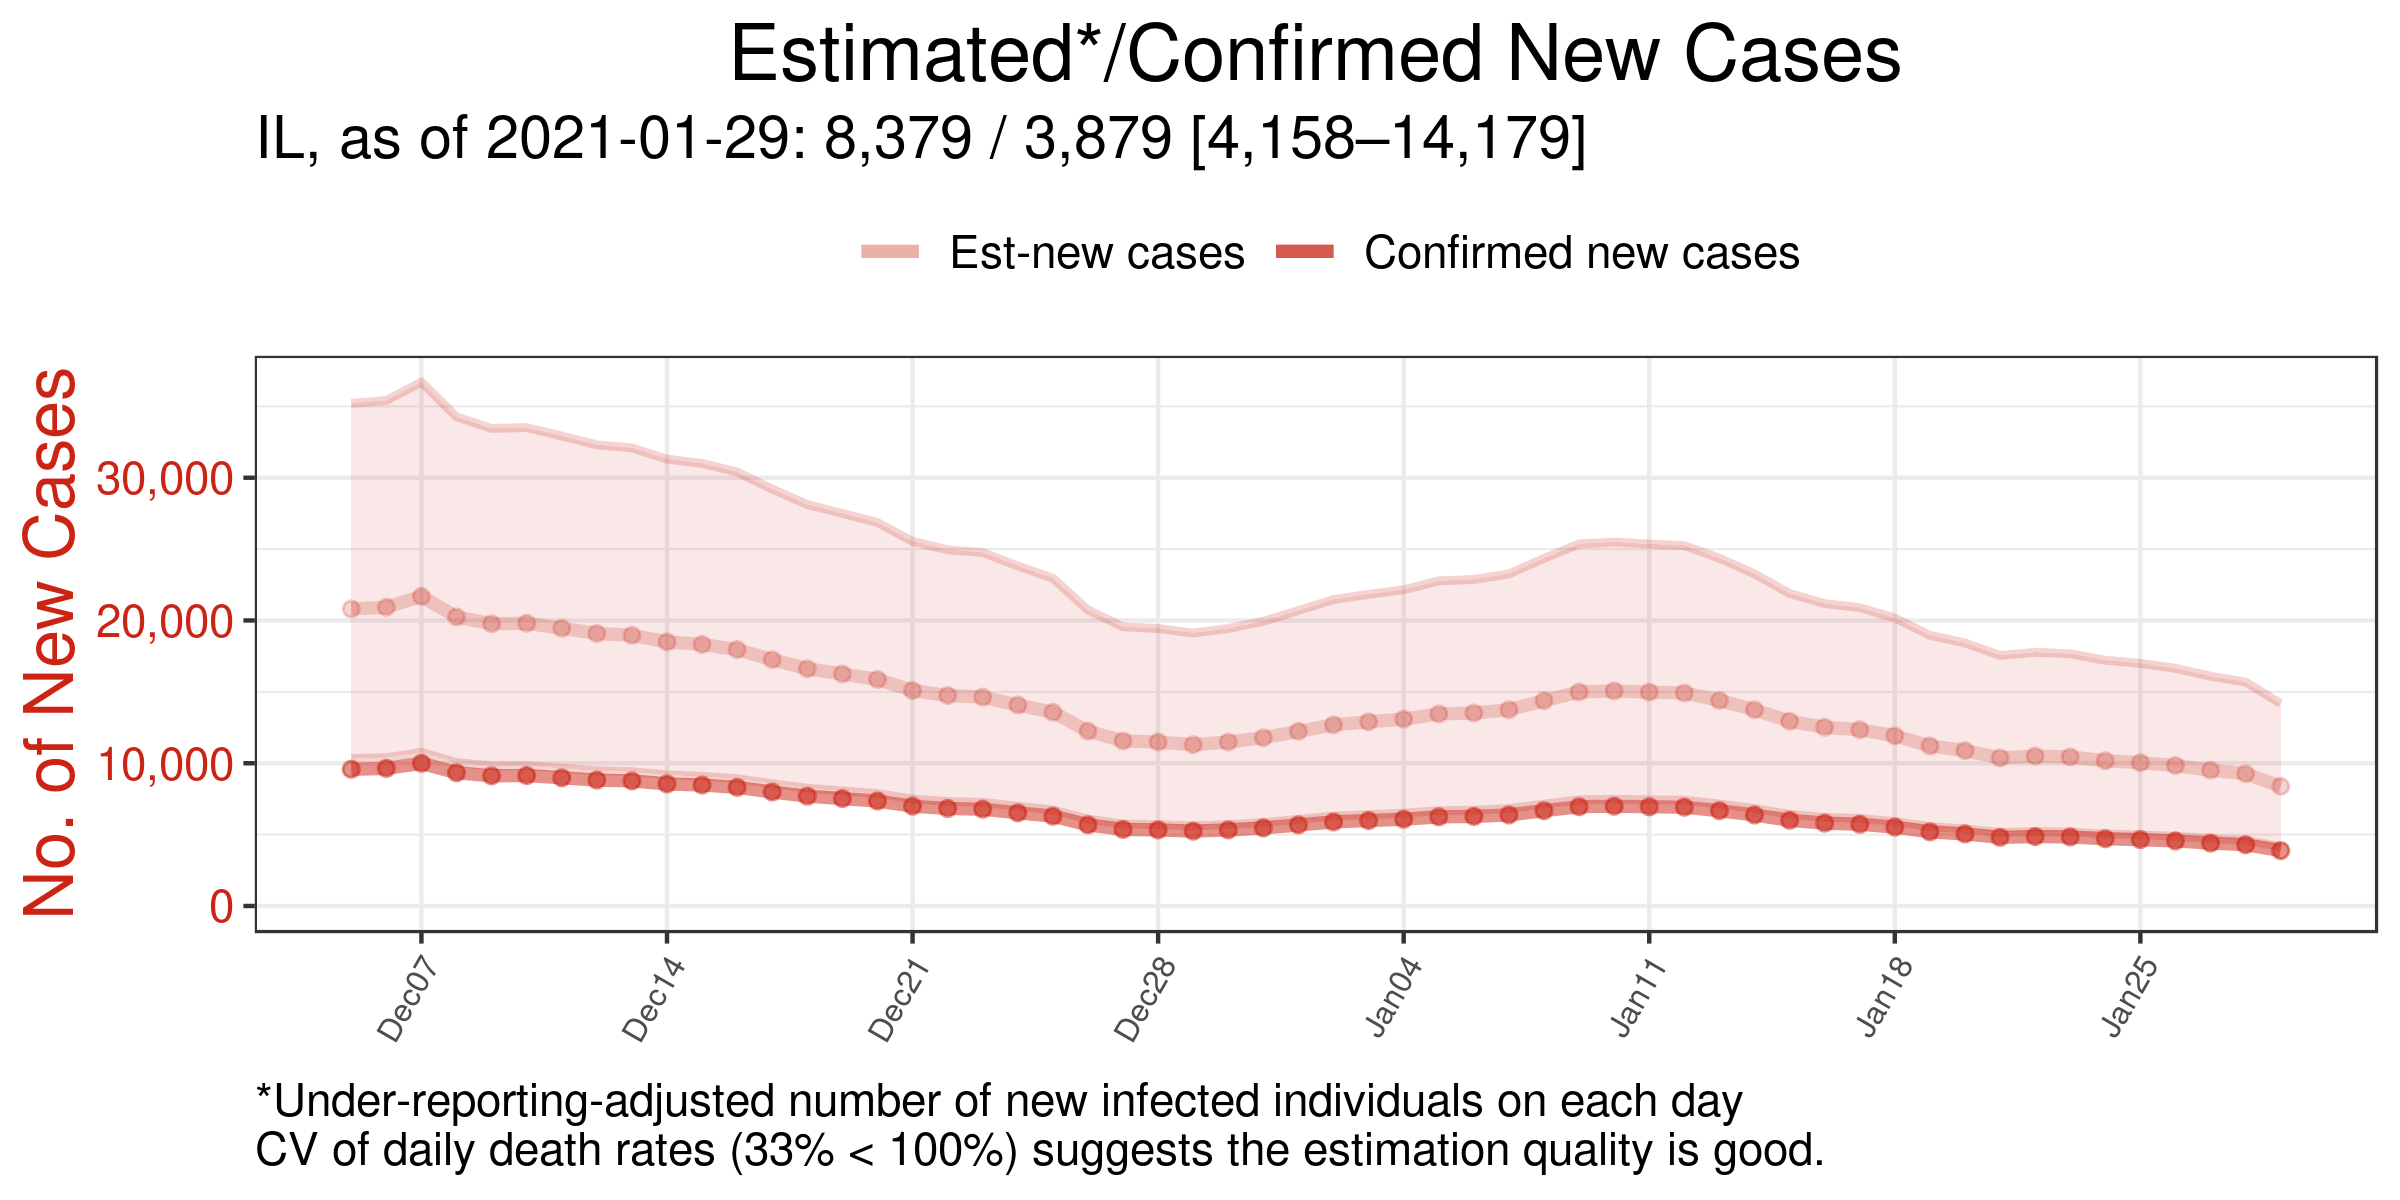 Estimated*/Confirmed New Cases
IL, as of 2021-01-29: 8,379 / 3,879 [4,158–14,179]
Est-new cases
Confirmed new cases
No. of New Cases
30,000
20,000
10,000
0
Dec07
Dec14
Dec21
Dec28
Jan04
Jan11
Jan18
Jan25
*Under-reporting-adjusted number of new infected individuals on each day
CV of daily death rates (33% < 100%) suggests the estimation quality is good.